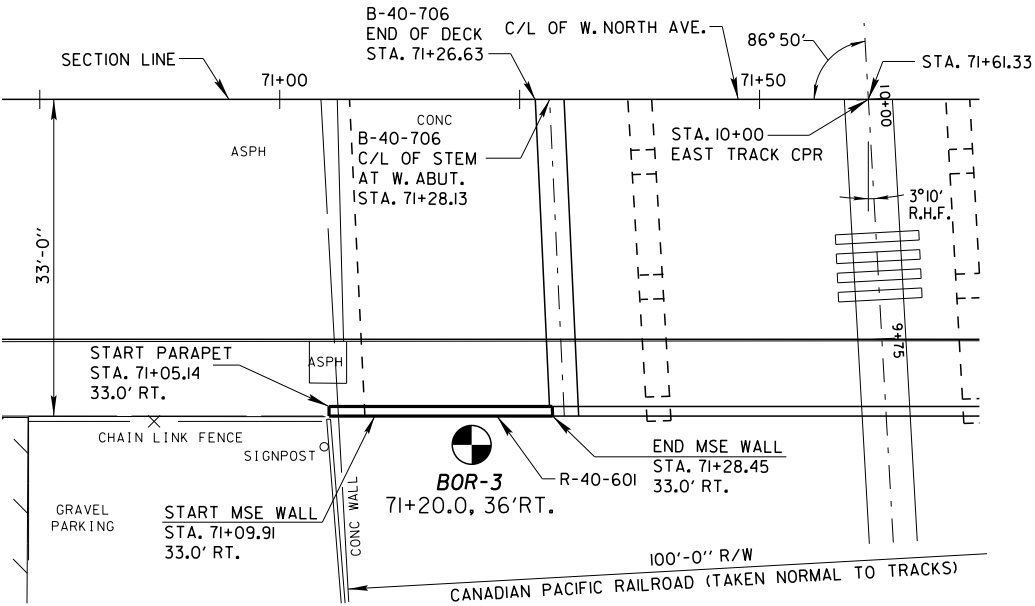 B-40-706
END OF DECK
STA. 71+26.63
C/L OF W. NORTH AVE.
86° 50'
SECTION LINE
71+00
71+50
STA. 71+61.33
10+00
ASPH
CONC
B-40-706
C/L OF STEM
AT W. ABUT.
STA. 71+28.13
STA. 10+00
EAST TRACK CPR
3° 10'
R.H.F.
33'-0"
9+75
START PARAPET
STA. 71+05.14
33.0' RT.
ASPH
CHAIN LINK FENCE
SIGNPOST
BOR-3
71+20.0, 36'RT.
R-40-601
END MSE WALL
STA. 71+28.45
33.0' RT.
GRAVEL
PARKING
START MSE WALL
STA. 71+09.91
33.0' RT.
CONC WALL
100'-0" R/W
CANADIAN PACIFIC RAILROAD (TAKEN NORMAL TO TRACKS)